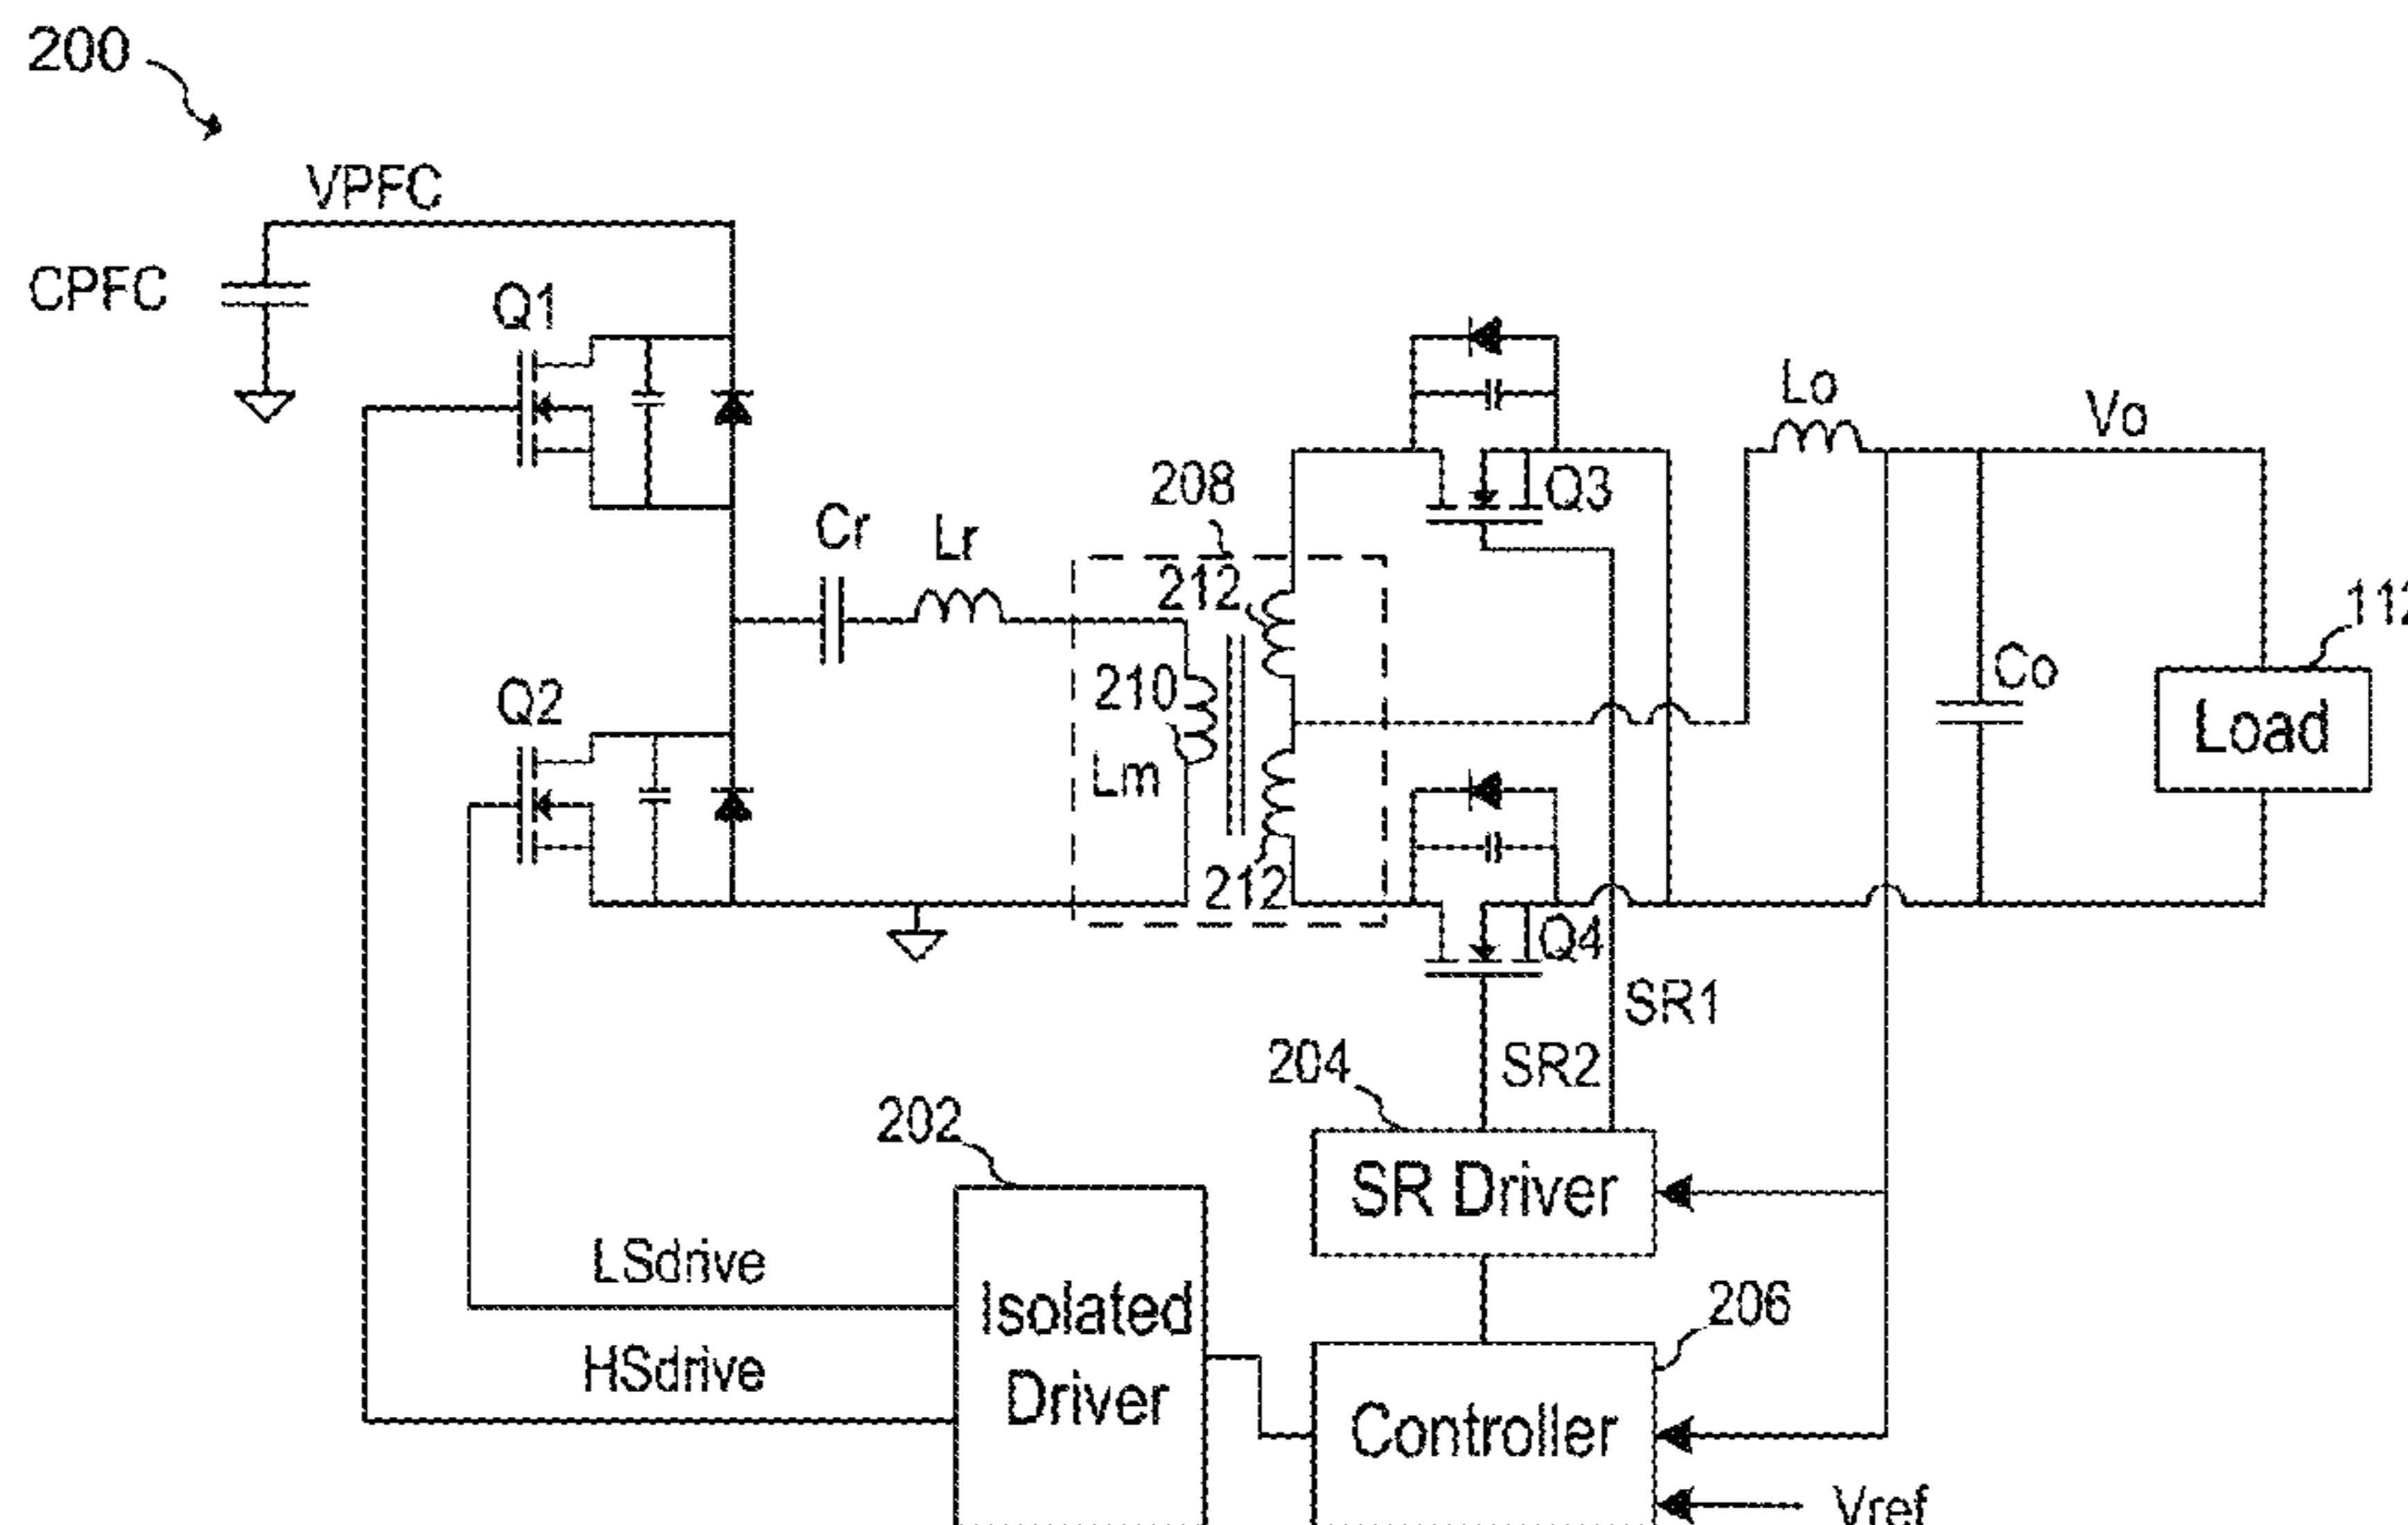 200
VPFC
CPFC
Q1
Lo
Vo
208
Q3
Cr
Lr
212
112
Q2
210
Co
Load
Lm
212
Q4
SR1
204
SR2
202
SR Driver
LSdrive
Isolated
Driver
206
HSdrive
Controller
Vref